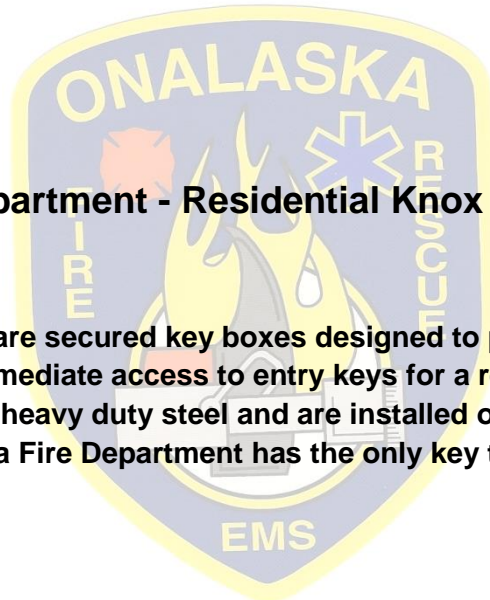 ONALASKA
FIRE
RESCUE
partment - Residential Knox
are secured key boxes designed to p
mediate access to entry keys for a r
heavy duty steel and are installed o
a Fire Department has the only key t
EMS